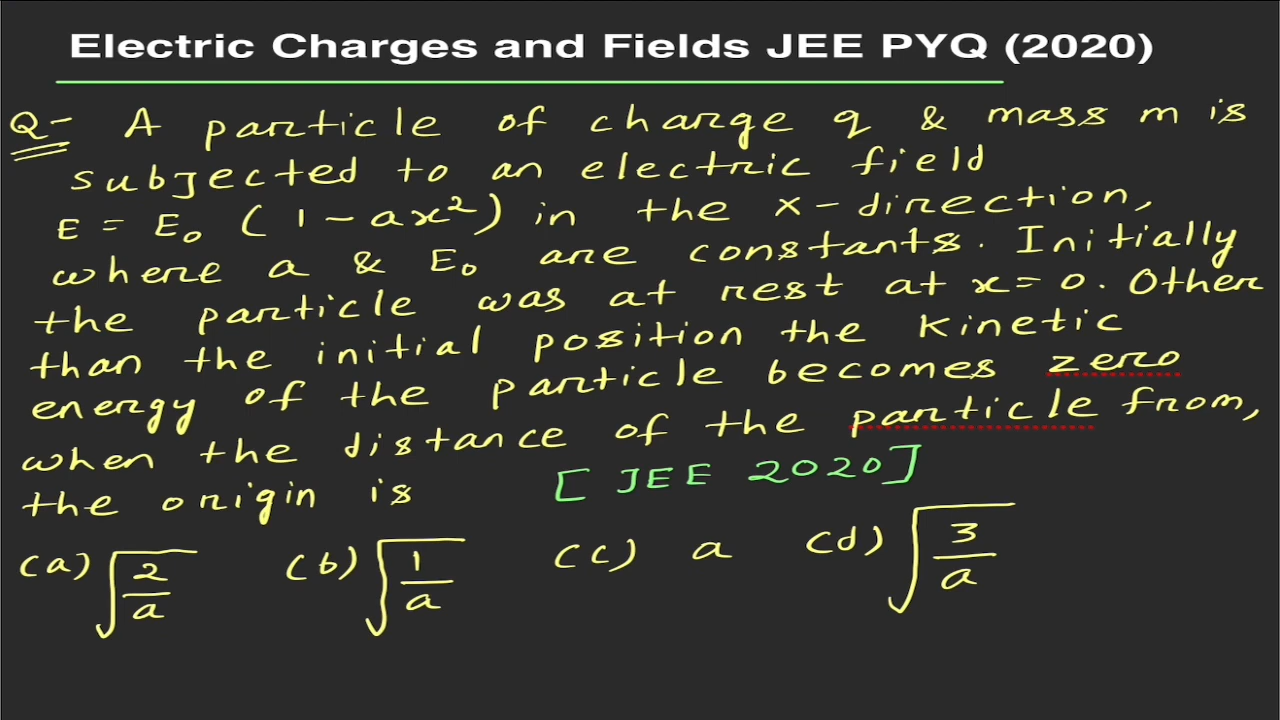 Electric Charges and Fields JEE PYQ (2020)
Q- A particle of charge q & mass m is
subjected to an electric field
E = E₀ (1 - ax²) in the x-direction,
where a & E₀ are constants. Initially
the particle was at rest at x=0. Other
than the initial position the kinetic
energy of the particle becomes zero
when the distance of the particle from,
the origin is [JEE 2020]
(a) √(2/a) (b) √(1/a) (c) a (d) √(3/a)